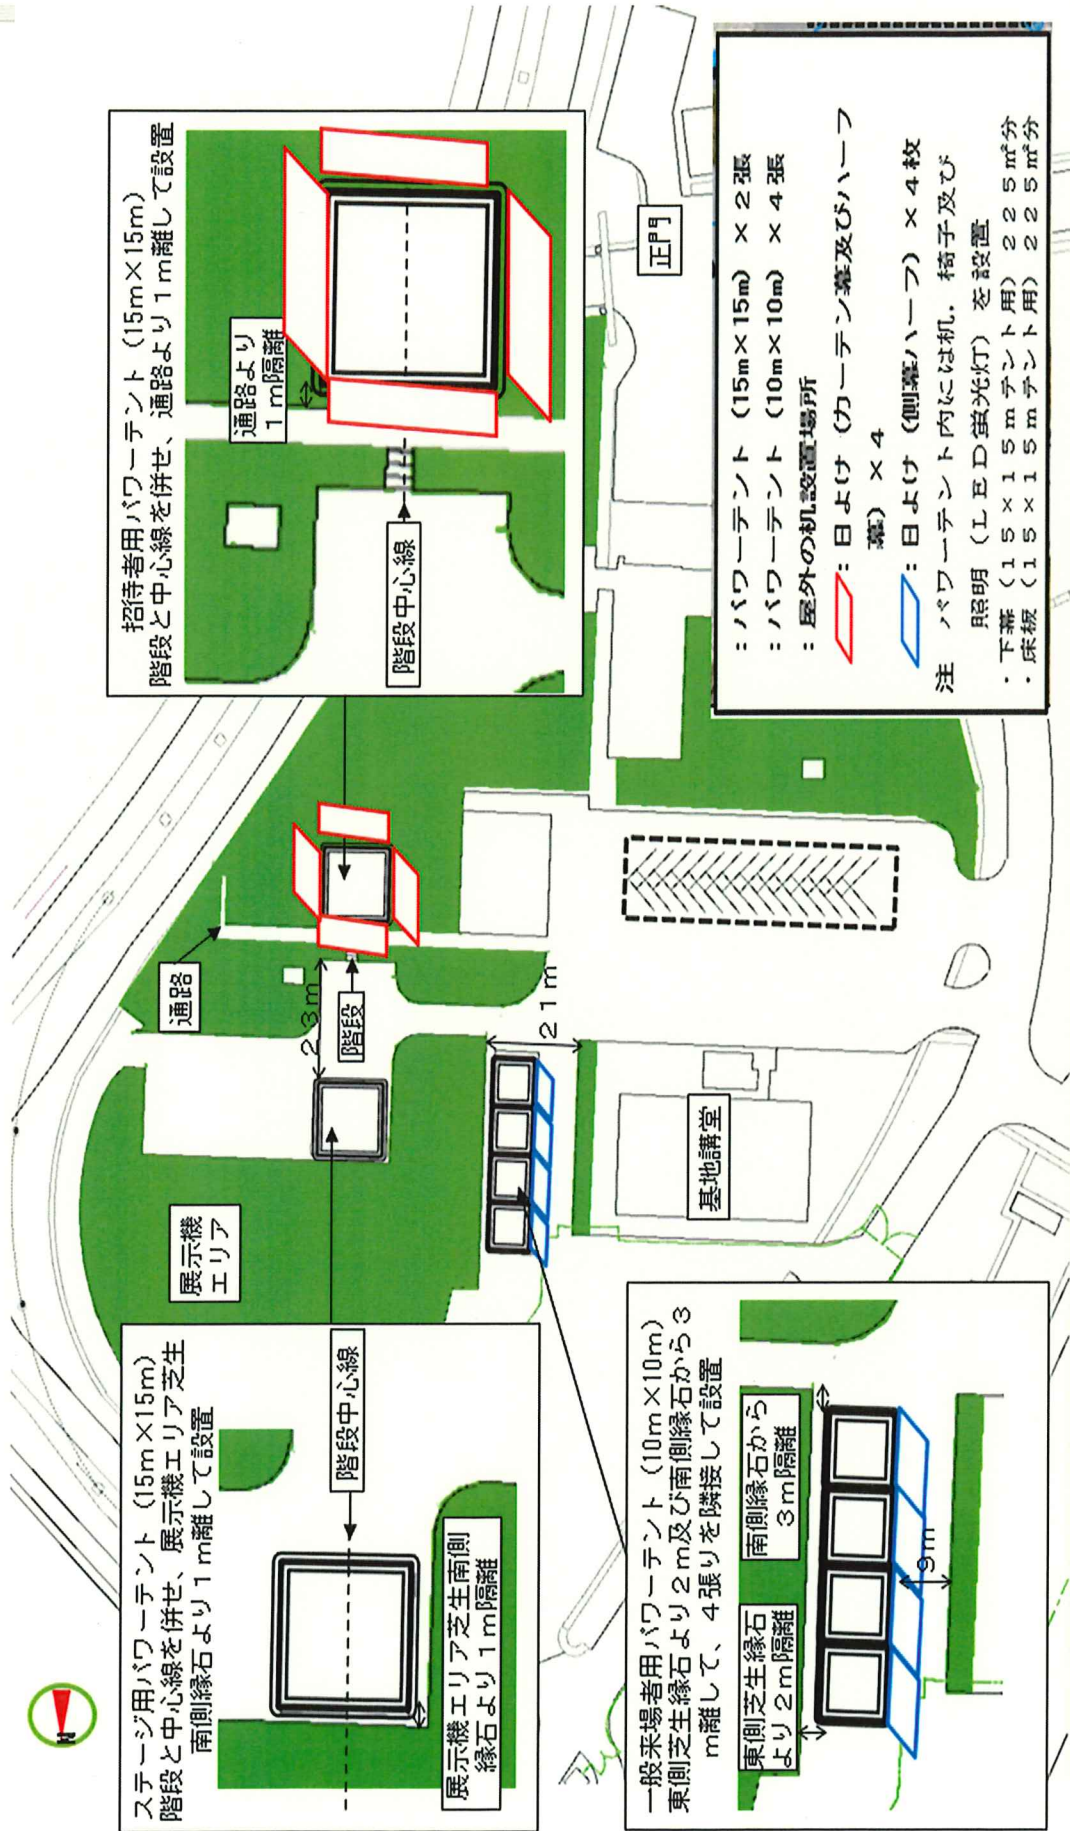 ステージ用パワーテント（15m×15m）
階段と中心線を併せ、展示機エリア芝生
南側縁石より1m離して設置
階段中心線
展示機エリア芝生南側
縁石より1m隔離
展示機
エリア
通路
23m
階段
21m
招待者用パワーテント（15m×15m）
階段と中心線を併せ、通路より1m離して設置
通路より
1m隔離
階段中心線
一般来場者用パワーテント（10m×10m）
東側芝生縁石より2m及び南側縁石から3
m離して、4張りを隣接して設置
東側芝生縁石
より2m隔離
南側縁石から
3m隔離
9m
基地講堂
正門
：パワーテント（15m×15m）×2張
：パワーテント（10m×10m）×4張
：屋外の机設置場所
：日よけ（カーテン幕及びハーフ
幕）×4
：日よけ（側幕ハーフ）×4枚
注　パワーテント内には机，椅子及び
照明（LED蛍光灯）を設置
・下幕（15×15mテント用）225㎡分
・床板（15×15mテント用）225㎡分
N